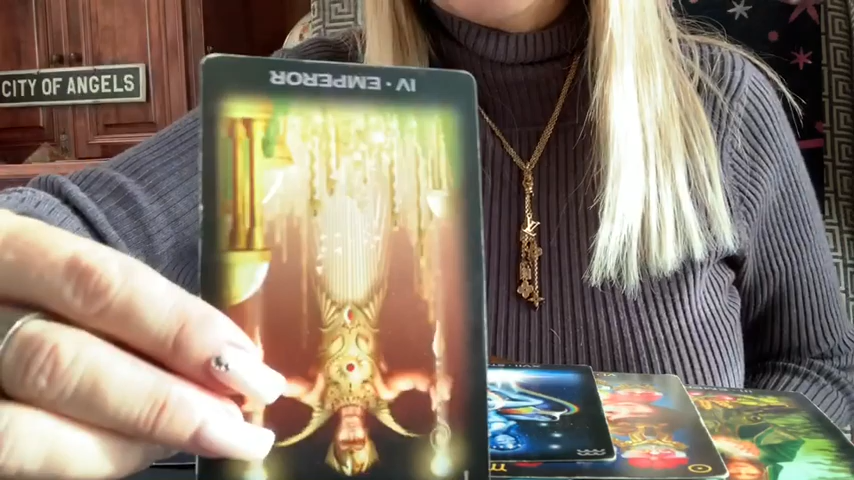 CITY OF ANGELS
IV · EMPEROR